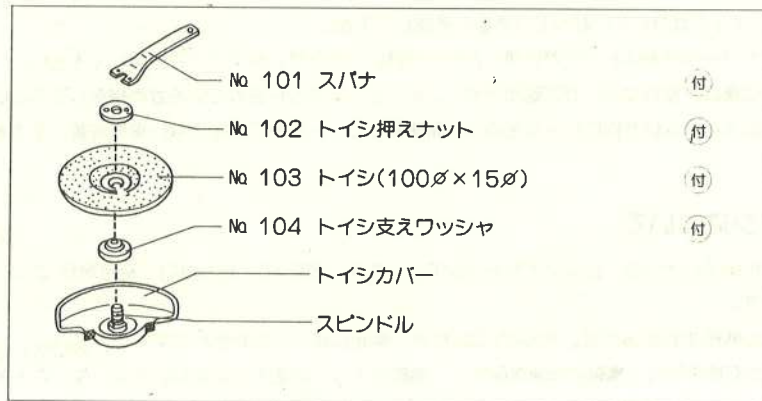 № 101 スパナ 付
№ 102 トイシ押えナット 付
№ 103 トイシ(100ø×15ø) 付
№ 104 トイシ支えワッシャ 付
トイシカバー
スピンドル